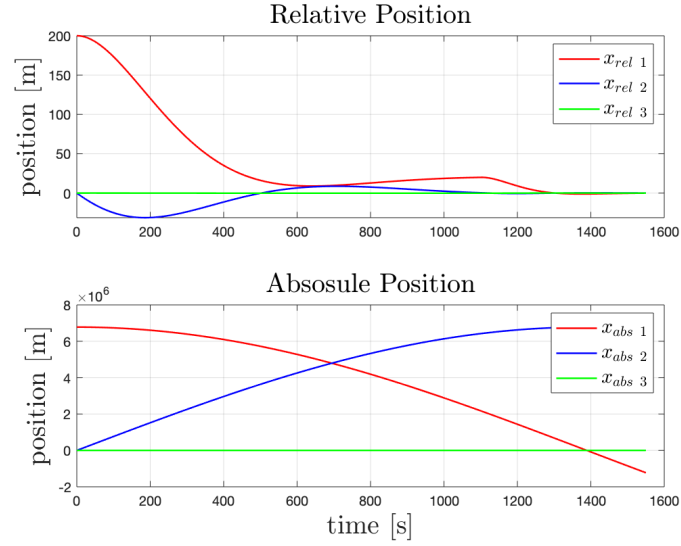 Relative Position
position [m]
200
150
100
50
0
x_rel 1
x_rel 2
x_rel 3
0 200 400 600 800 1000 1200 1400 1600
Absosule Position
×10^6
position [m]
8
6
4
2
0
-2
x_abs 1
x_abs 2
x_abs 3
0 200 400 600 800 1000 1200 1400 1600
time [s]